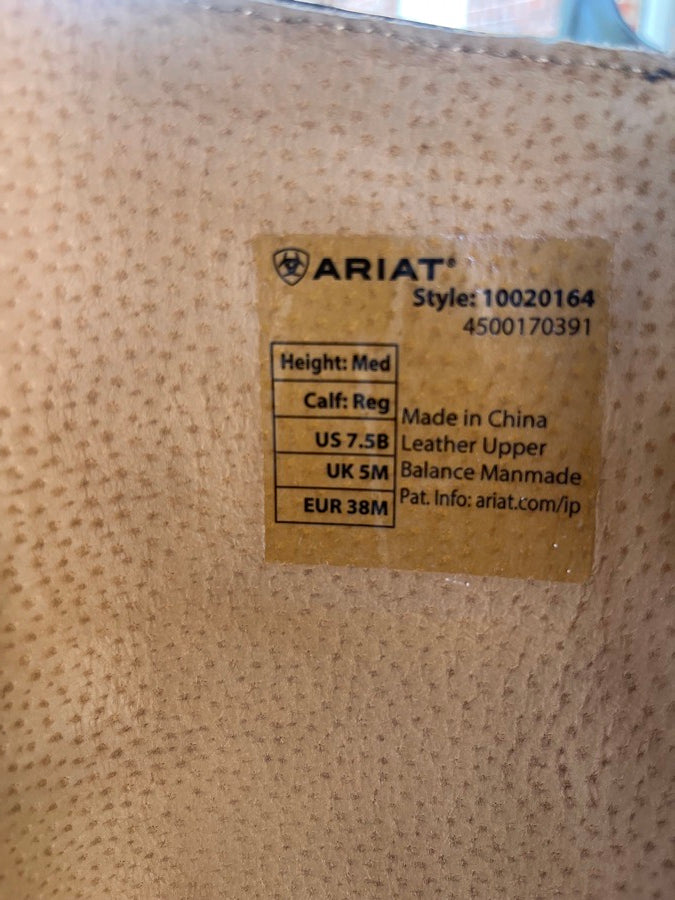 ARIAT®
Style: 10020164
4500170391
Height: Med
Calf: Reg
US 7.5B
UK 5M
EUR 38M
Made in China
Leather Upper
Balance Manmade
Pat. Info: ariat.com/ip